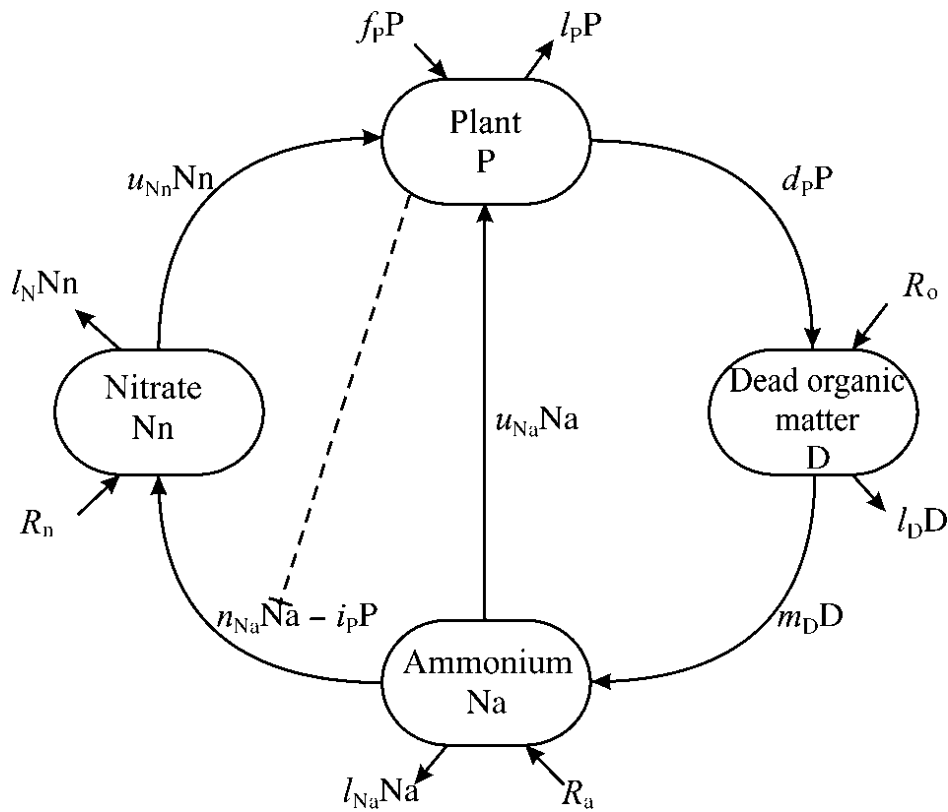 f_P P
l_P P
Plant
P
u_Nn Nn
d_P P
l_N Nn
R_o
Nitrate
Nn
Dead organic
matter
D
u_Na Na
R_n
l_D D
n_Na Na – i_P P
m_D D
Ammonium
Na
l_Na Na
R_a